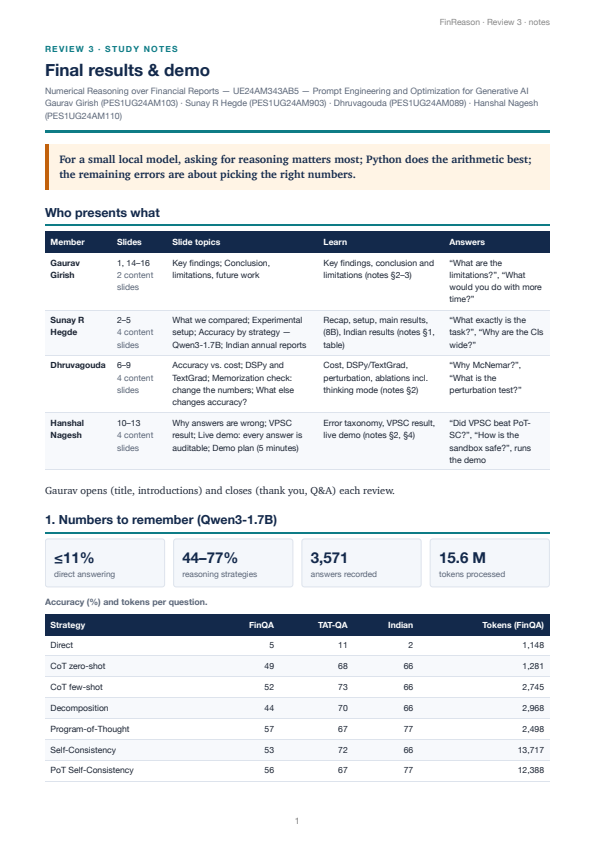 FinReason · Review 3 · notes
REVIEW 3 · STUDY NOTES
Final results & demo
Numerical Reasoning over Financial Reports — UE24AM343AB5 — Prompt Engineering and Optimization for Generative AI
Gaurav Girish (PES1UG24AM103) · Sunay R Hegde (PES1UG24AM903) · Dhruvagouda (PES1UG24AM089) · Hanshal Nagesh
(PES1UG24AM110)
For a small local model, asking for reasoning matters most; Python does the arithmetic best;
the remaining errors are about picking the right numbers.
Who presents what
Member Slides Slide topics Learn Answers
Gaurav 1, 14–16 Key findings; Conclusion, Key findings, conclusion and “What are the
Girish 2 content limitations, future work limitations (notes §2–3) limitations?”, “What
slides would you do with more
time?”
Sunay R 2–5 What we compared; Experimental Recap, setup, main results, “What exactly is the
Hegde 4 content setup; Accuracy by strategy — (8B), Indian results (notes §1, task?”, “Why are the CIs
slides Qwen3-1.7B; Indian annual reports table) wide?”
Dhruvagouda 6–9 Accuracy vs. cost; DSPy and Cost, DSPy/TextGrad, “Why McNemar?”,
4 content TextGrad; Memorization check: perturbation, ablations incl. “What is the
slides change the numbers; What else thinking mode (notes §2) perturbation test?”
changes accuracy?
Hanshal 10–13 Why answers are wrong; VPSC Error taxonomy, VPSC result, “Did VPSC beat PoT-
Nagesh 4 content result; Live demo: every answer is live demo (notes §2, §4) SC?”, “How is the
slides auditable; Demo plan (5 minutes) sandbox safe?”, runs
the demo
Gaurav opens (title, introductions) and closes (thank you, Q&A) each review.
1. Numbers to remember (Qwen3-1.7B)
≤11% 44–77% 3,571 15.6 M
direct answering reasoning strategies answers recorded tokens processed
Accuracy (%) and tokens per question.
Strategy FinQA TAT-QA Indian Tokens (FinQA)
Direct 5 11 2 1,148
CoT zero-shot 49 68 66 1,281
CoT few-shot 52 73 66 2,745
Decomposition 44 70 66 2,968
Program-of-Thought 57 67 77 2,498
Self-Consistency 53 72 66 13,717
PoT Self-Consistency 56 67 77 12,388
1